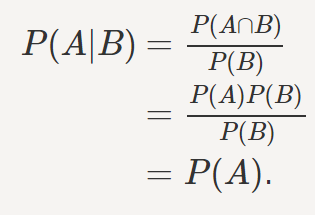 P(A|B) = P(A∩B) / P(B)
= P(A)P(B) / P(B)
= P(A).